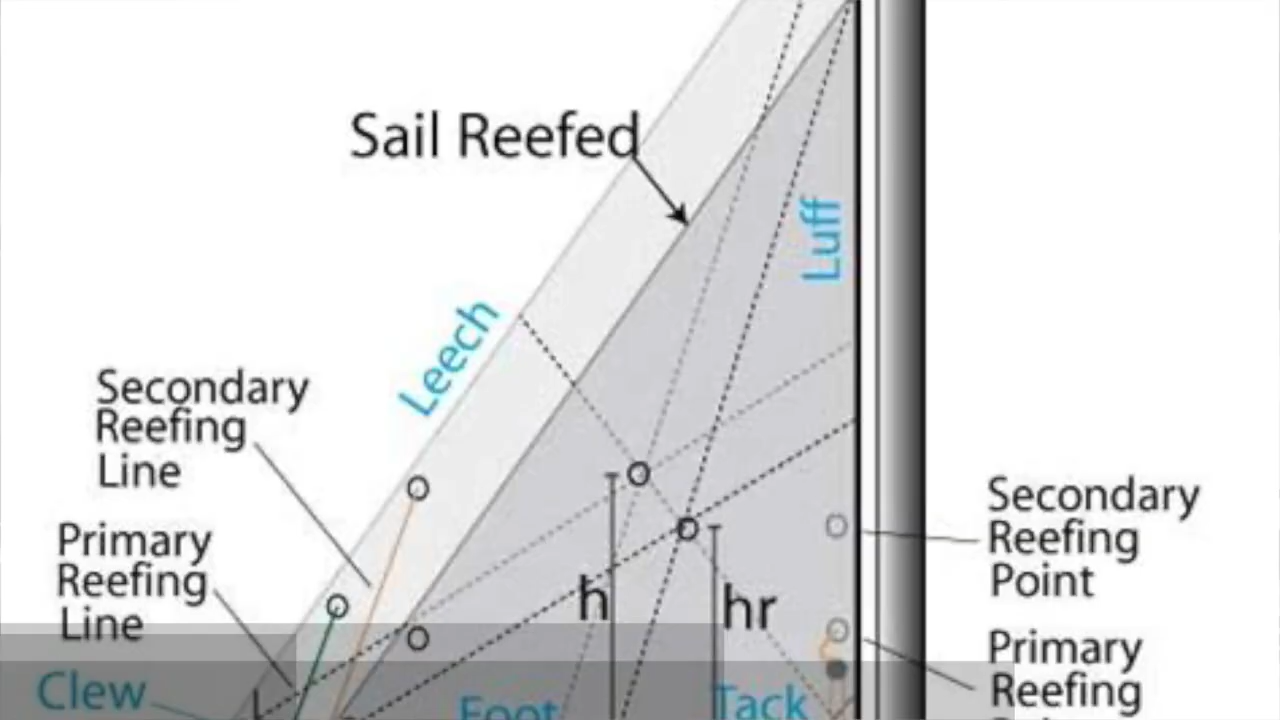 Sail Reefed
Luff
Leech
Secondary
Reefing
Line
Primary
Reefing
Line
Clew
h
hr
Foot
Tack
Secondary
Reefing
Point
Primary
Reefing